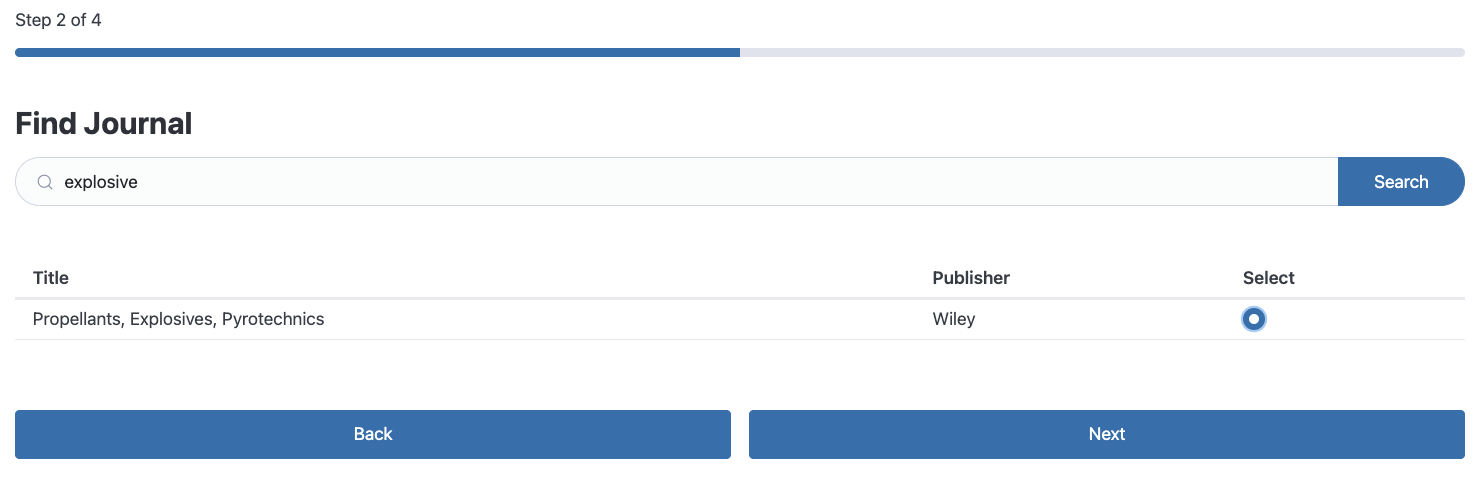 Step 2 of 4
Find Journal
explosive Search
Title Publisher Select
Propellants, Explosives, Pyrotechnics Wiley
Back Next